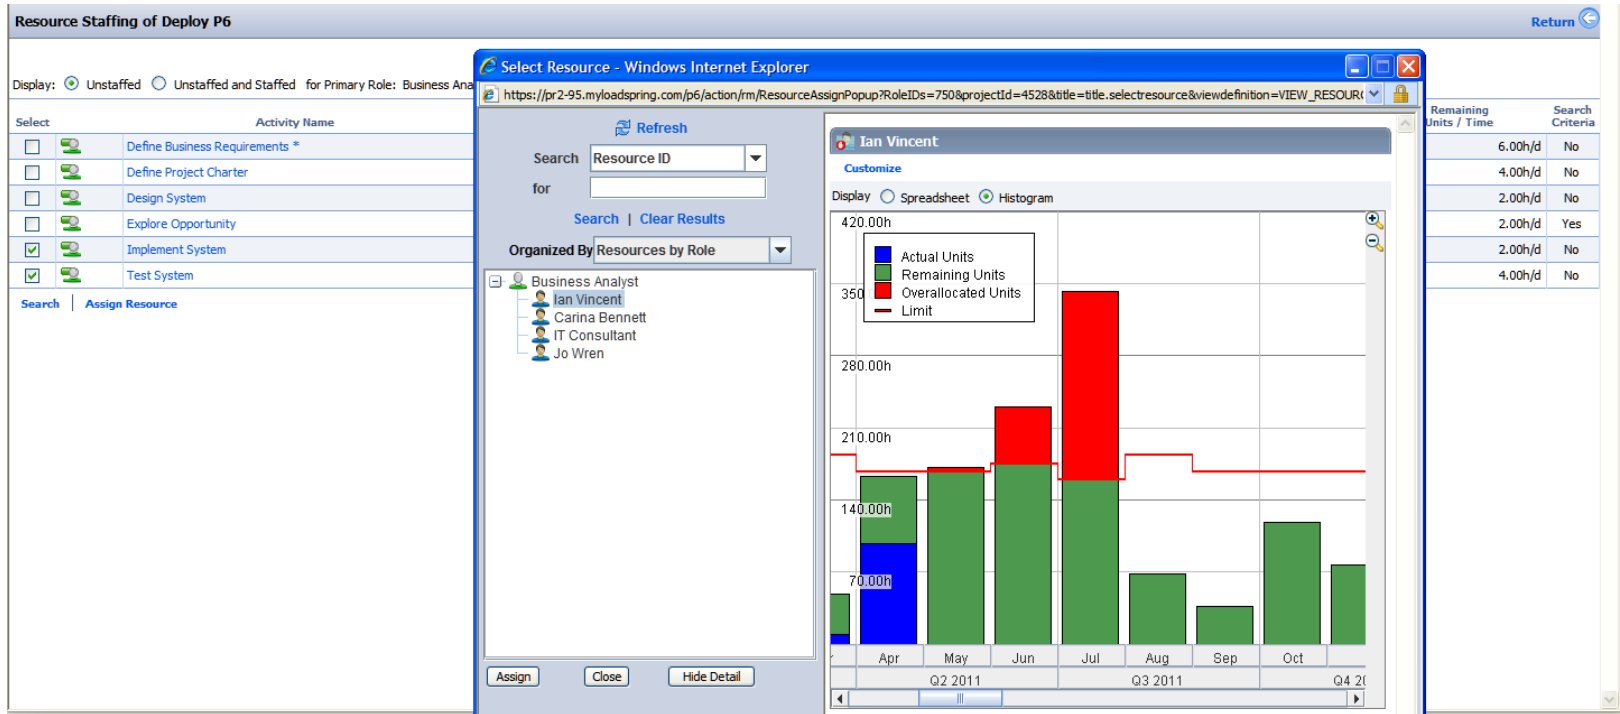 Resource Staffing of Deploy P6
Return
Display: Unstaffed Unstaffed and Staffed for Primary Role: Business Ana
Select Activity Name
Define Business Requirements *
Define Project Charter
Design System
Explore Opportunity
Implement System
Test System
Search | Assign Resource
Select Resource - Windows Internet Explorer
https://pr2-95.myloadspring.com/p6/action/rm/ResourceAssignPopup?RoleIDs=750&projectId=4528&title=title.selectresource&viewdefinition=VIEW_RESOUR
Refresh
Search Resource ID
for
Search | Clear Results
Organized By Resources by Role
Business Analyst
Ian Vincent
Carina Bennett
IT Consultant
Jo Wren
Assign Close Hide Detail
Ian Vincent
Customize
Display Spreadsheet Histogram
420.00h
Actual Units
Remaining Units
350 Overallocated Units
Limit
280.00h
210.00h
140.00h
70.00h
Apr May Jun Jul Aug Sep Oct
Q2 2011 Q3 2011 Q4 20
Remaining Search
Units / Time Criteria
6.00h/d No
4.00h/d No
2.00h/d No
2.00h/d Yes
2.00h/d No
4.00h/d No